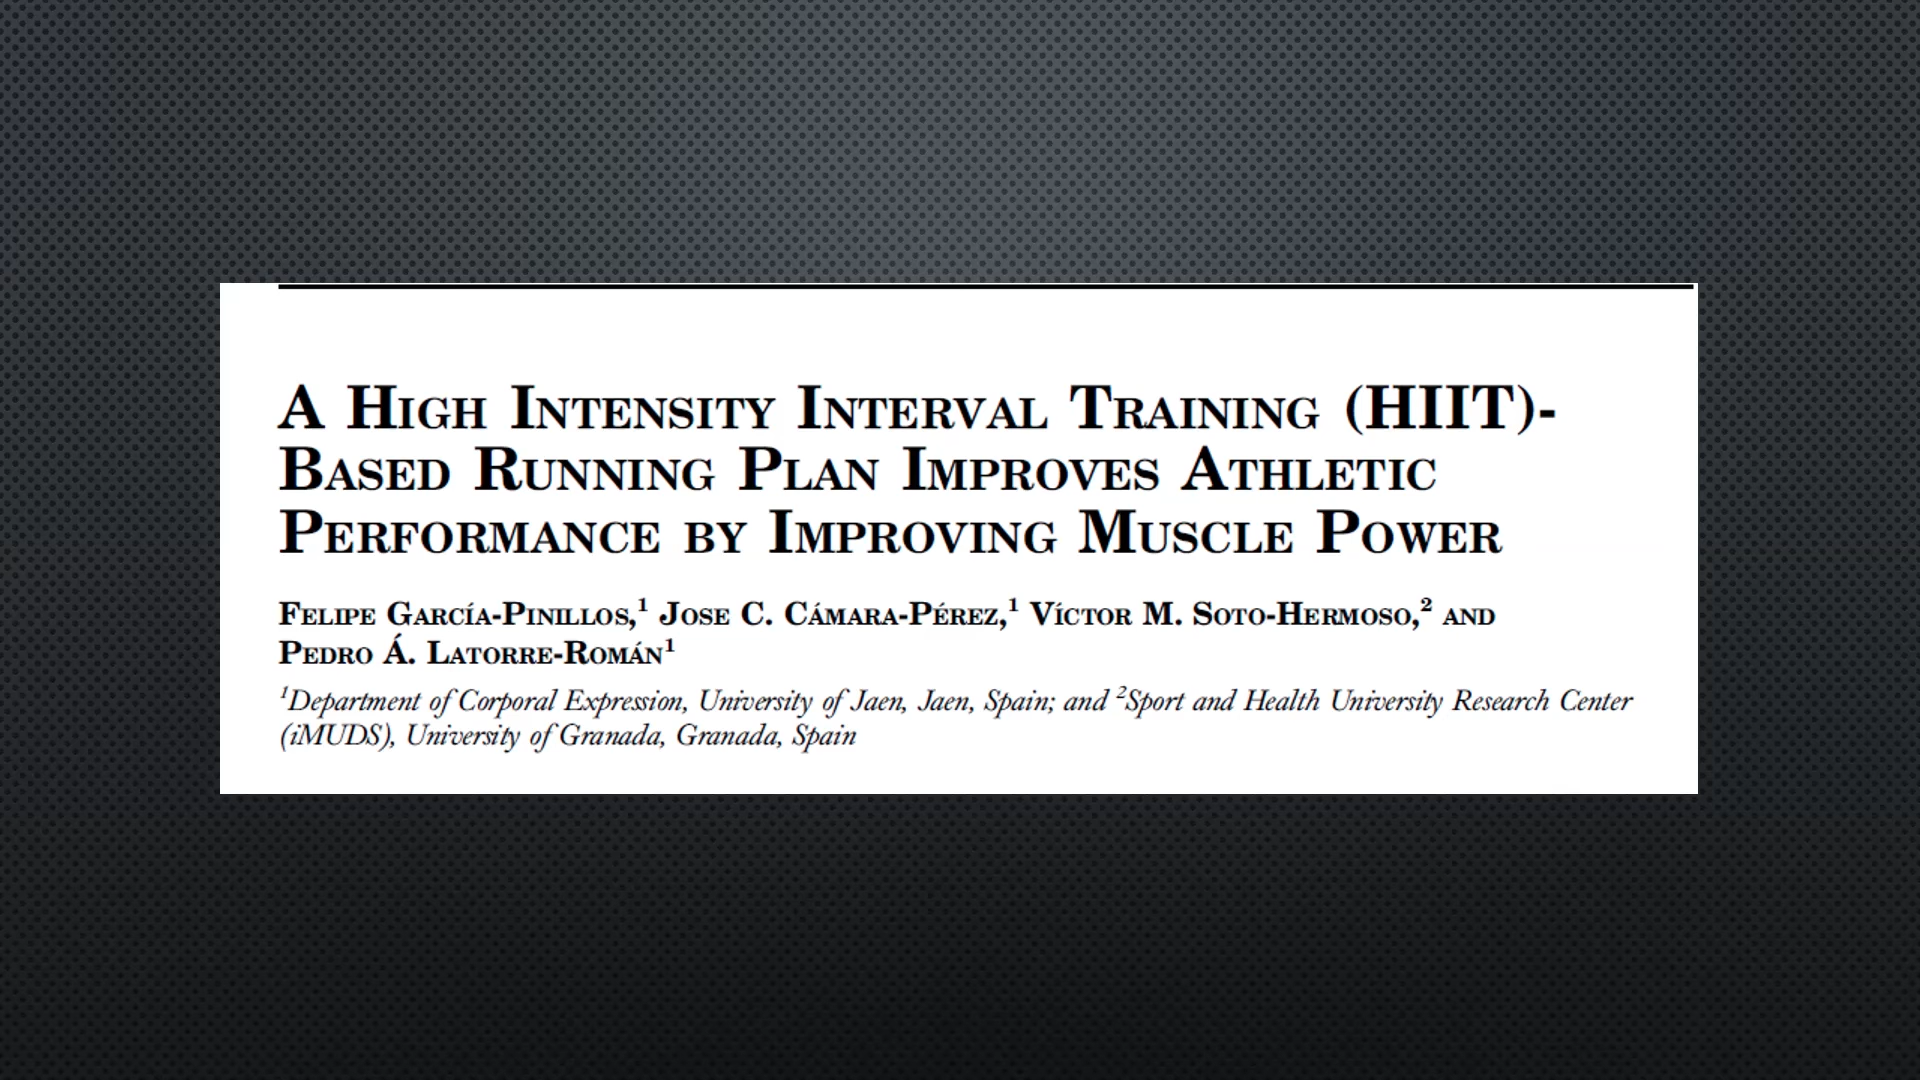 A High Intensity Interval Training (HIIT)-
Based Running Plan Improves Athletic
Performance by Improving Muscle Power
Felipe García-Pinillos,¹ Jose C. Cámara-Pérez,¹ Víctor M. Soto-Hermoso,² and
Pedro Á. Latorre-Román¹
¹Department of Corporal Expression, University of Jaen, Jaen, Spain; and ²Sport and Health University Research Center
(iMUDS), University of Granada, Granada, Spain